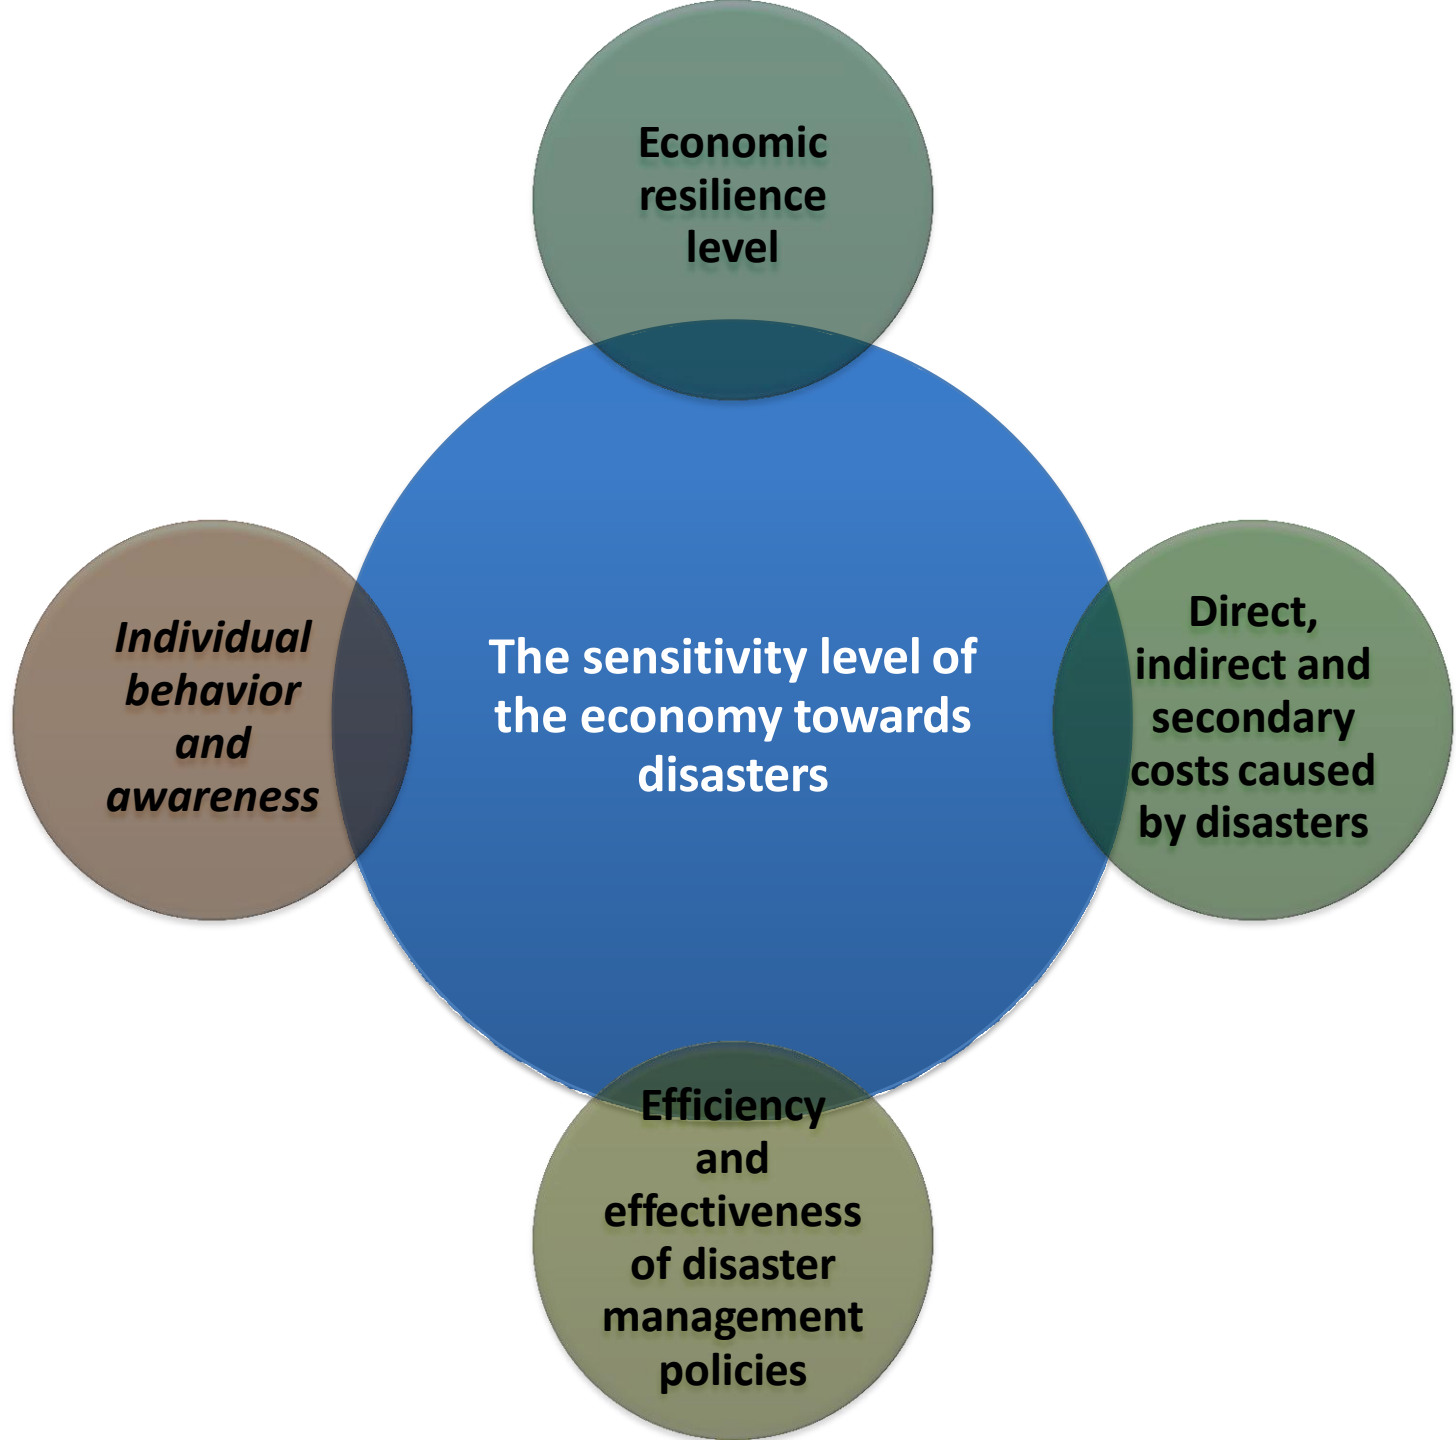 Economic
resilience
level
Individual
behavior
and
awareness
The sensitivity level of
the economy towards
disasters
Direct,
indirect and
secondary
costs caused
by disasters
Efficiency
and
effectiveness
of disaster
management
policies